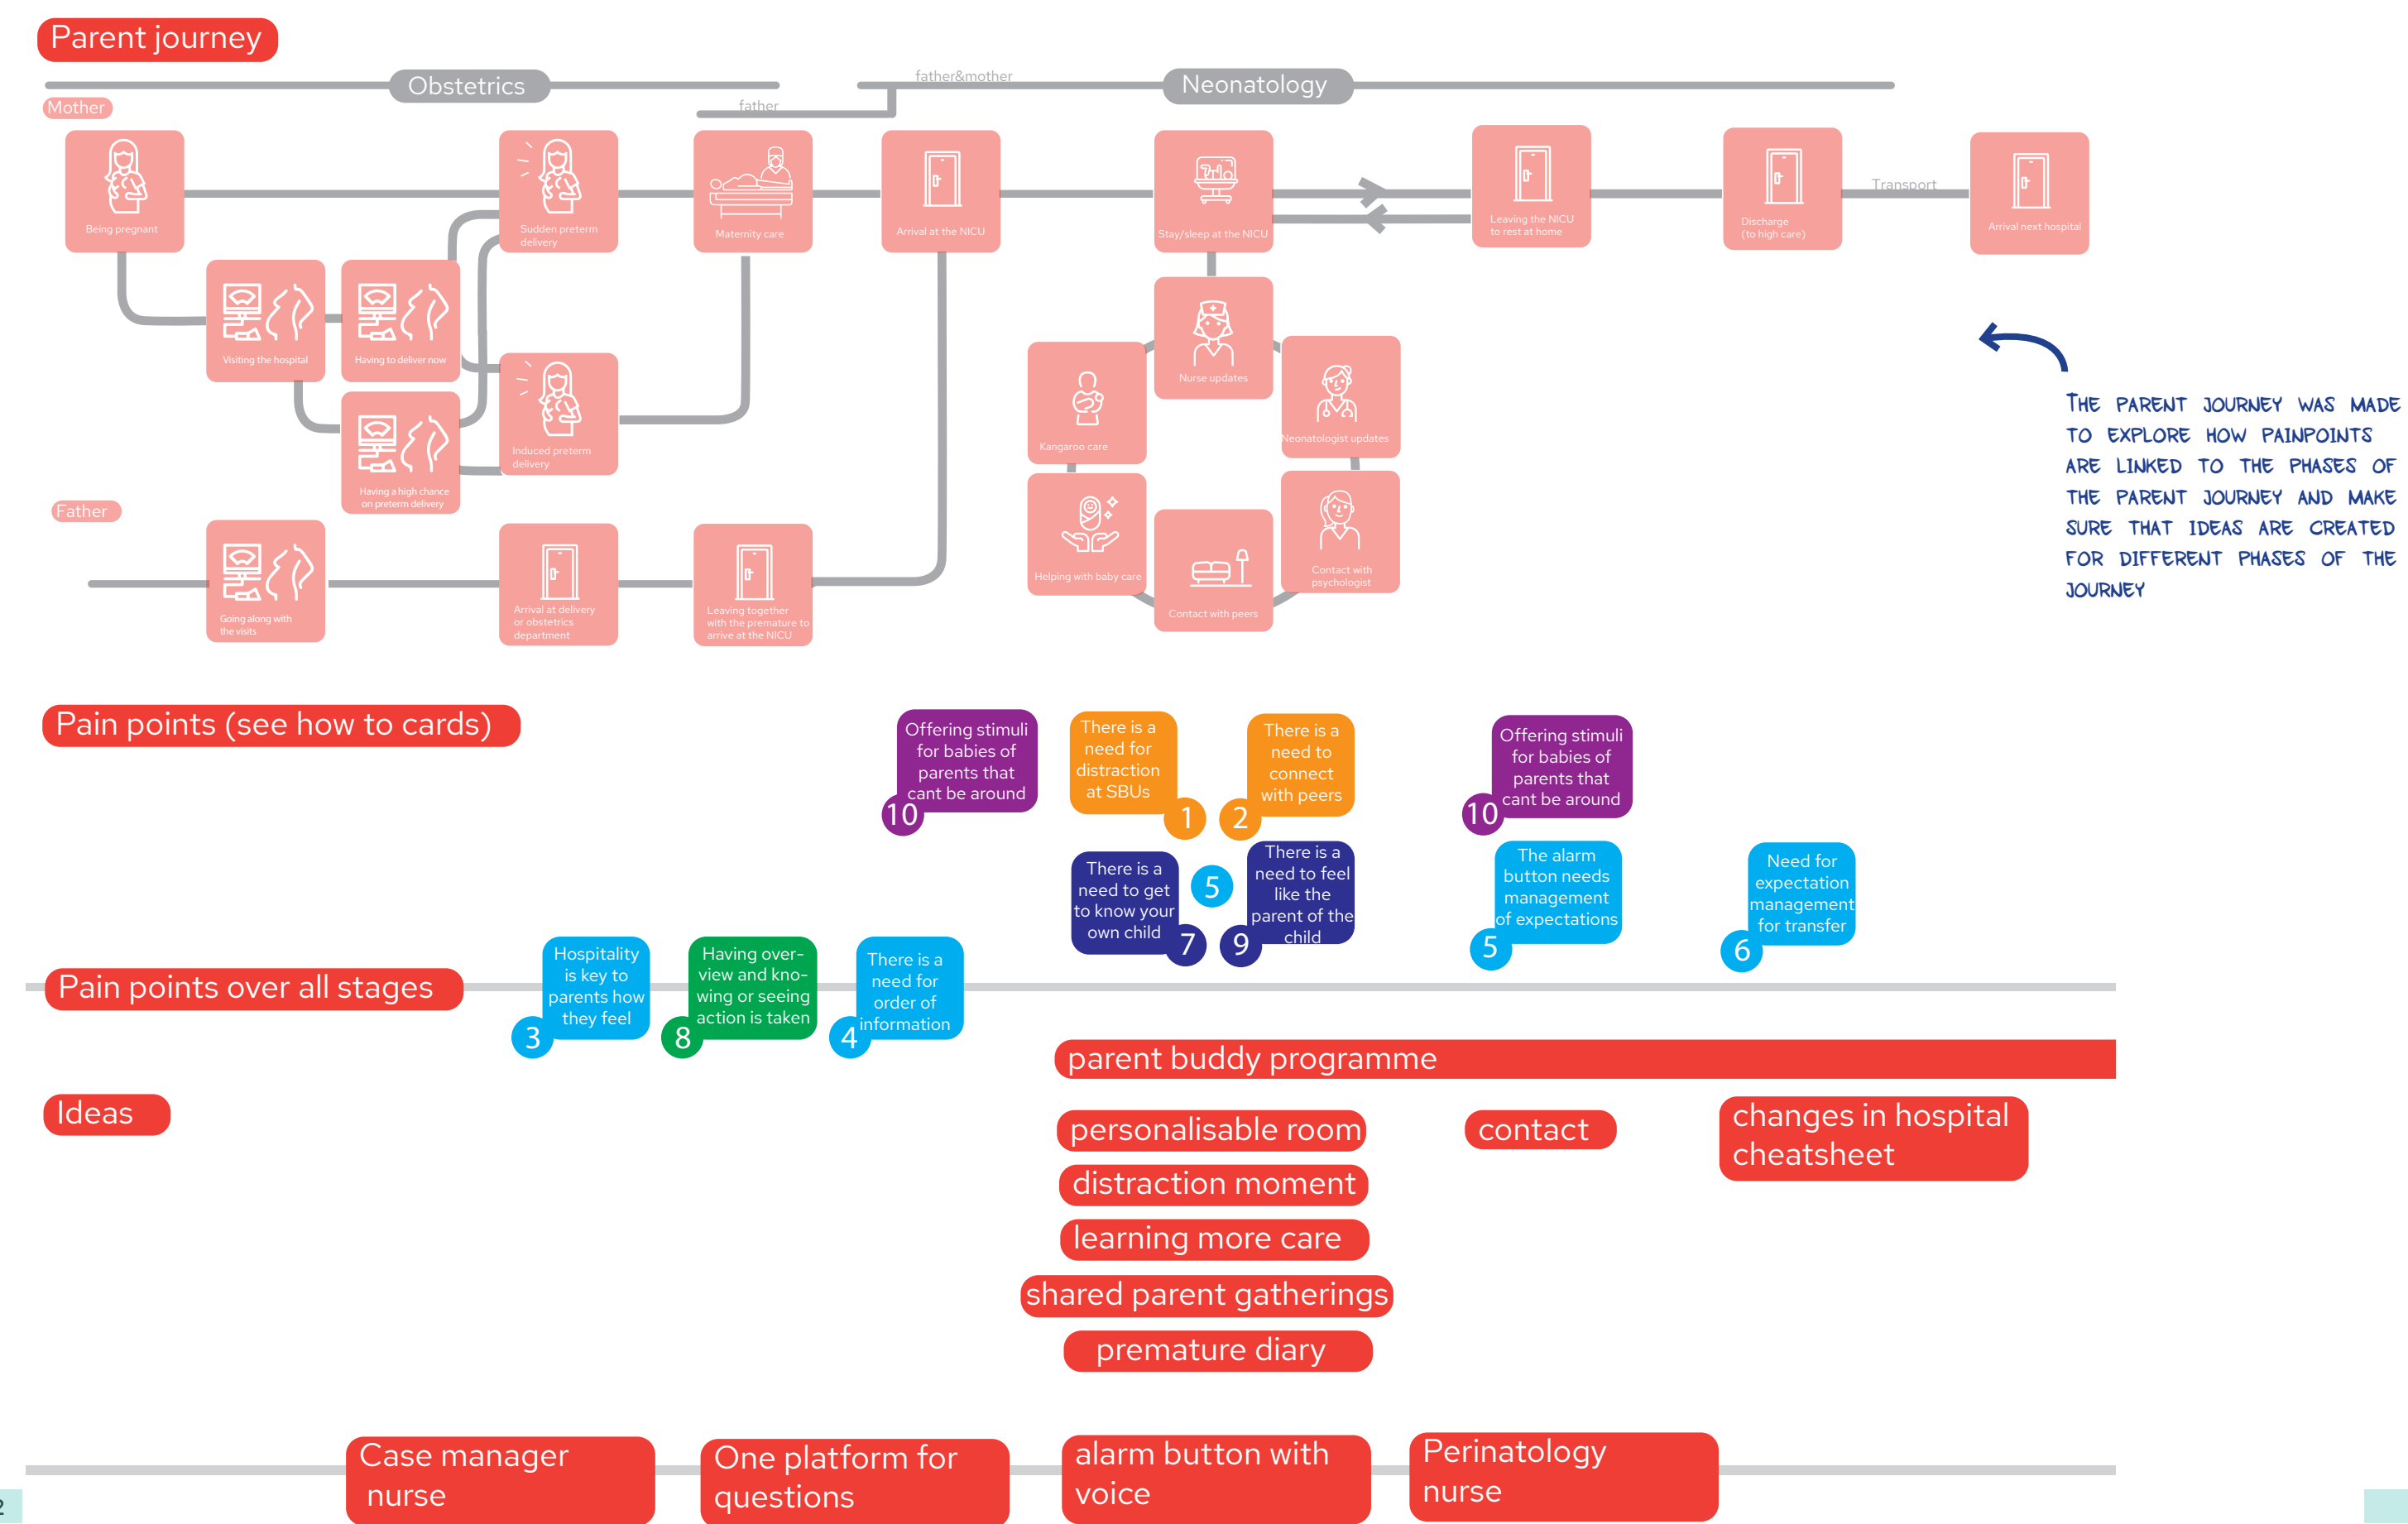 Parent journey
father&mother
Obstetrics
Neonatology
Mother
father
Being pregnant
Sudden preterm
delivery
Maternity care
Arrival at the NICU
Stay/sleep at the NICU
Leaving the NICU
to rest at home
Discharge
(to high care)
Transport
Arrival next hospital
Visiting the hospital
Having to deliver now
Having a high chance
on preterm delivery
Induced preterm
delivery
Nurse updates
Kangaroo care
Neonatologist updates
Helping with baby care
Contact with
psychologist
Contact with peers
THE PARENT JOURNEY WAS MADE
TO EXPLORE HOW PAINPOINTS
ARE LINKED TO THE PHASES OF
THE PARENT JOURNEY AND MAKE
SURE THAT IDEAS ARE CREATED
FOR DIFFERENT PHASES OF THE
JOURNEY
Father
Going along with
the visits
Arrival at delivery
or obstetrics
department
Leaving together
with the premature to
arrive at the NICU
Pain points (see how to cards)
Offering stimuli
for babies of
parents that
cant be around
10
There is a
need for
distraction
at SBUs
1
There is a
need to
connect
with peers
2
Offering stimuli
for babies of
parents that
cant be around
10
There is a
need to get
to know your
own child
7
5
There is a
need to feel
like the
parent of the
child
9
The alarm
button needs
management
of expectations
5
Need for
expectation
management
for transfer
6
Pain points over all stages
Hospitality
is key to
parents how
they feel
3
Having over-
view and kno-
wing or seeing
action is taken
8
There is a
need for
order of
information
4
parent buddy programme
Ideas
personalisable room
contact
changes in hospital
cheatsheet
distraction moment
learning more care
shared parent gatherings
premature diary
Case manager
nurse
One platform for
questions
alarm button with
voice
Perinatology
nurse
2